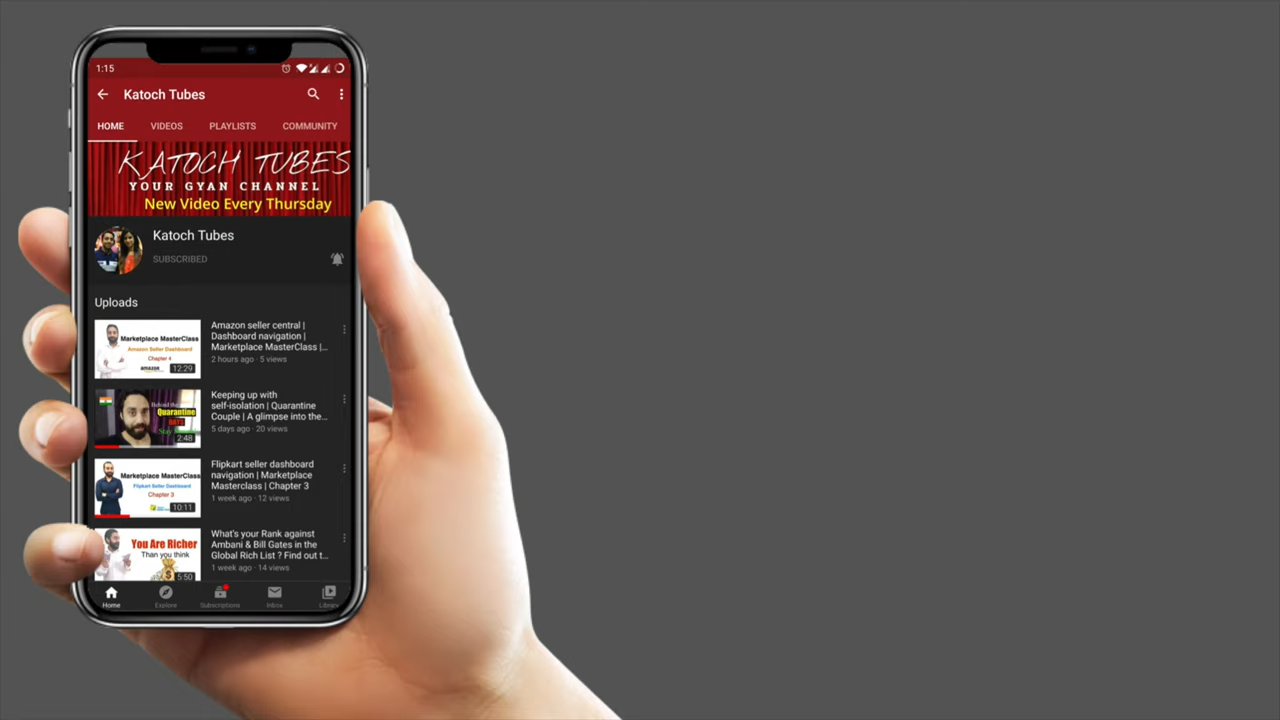 1:15
Katoch Tubes
HOME VIDEOS PLAYLISTS COMMUNITY
KATOCH TUBES
YOUR GYAN CHANNEL
New Video Every Thursday
Katoch Tubes
SUBSCRIBED
Uploads
Marketplace MasterClass
Amazon Seller Dashboard
Chapter 4
amazon
12:29
Amazon seller central |
Dashboard navigation |
Marketplace MasterClass |...
2 hours ago · 5 views
Behind the
Quarantine
DAYS
Stay
2:48
Keeping up with
self-isolation | Quarantine
Couple | A glimpse into the...
5 days ago · 20 views
Marketplace MasterClass
Flipkart Seller Dashboard
Chapter 3
10:11
Flipkart seller dashboard
navigation | Marketplace
Masterclass | Chapter 3
1 week ago · 12 views
You Are Richer
Than you think
$
5:50
What's your Rank against
Ambani & Bill Gates in the
Global Rich List ? Find out t...
1 week ago · 14 views
Home Explore Subscriptions Inbox Library